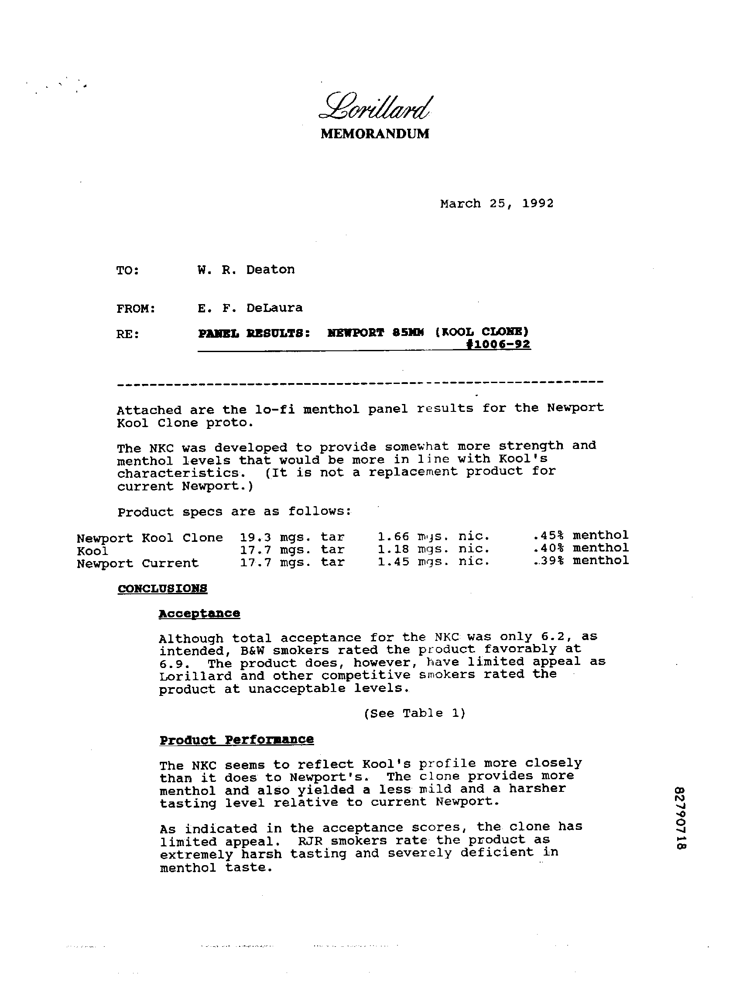 Lorillard
MEMORANDUM
March 25, 1992
TO: W. R. Deaton
FROM: E. F. DeLaura
RE: PANEL RESULTS: NEWPORT 85MM (KOOL CLONE)
#1006-92
------------------------------------------------------------
Attached are the lo-fi menthol panel results for the Newport
Kool Clone proto.
The NKC was developed to provide somewhat more strength and
menthol levels that would be more in line with Kool's
characteristics. (It is not a replacement product for
current Newport.)
Product specs are as follows:
Newport Kool Clone 19.3 mgs. tar 1.66 mgs. nic. .45% menthol
Kool 17.7 mgs. tar 1.18 mgs. nic. .40% menthol
Newport Current 17.7 mgs. tar 1.45 mgs. nic. .39% menthol
CONCLUSIONS
Acceptance
Although total acceptance for the NKC was only 6.2, as
intended, B&W smokers rated the product favorably at
6.9. The product does, however, have limited appeal as
Lorillard and other competitive smokers rated the
product at unacceptable levels.
(See Table 1)
Product Performance
The NKC seems to reflect Kool's profile more closely
than it does to Newport's. The clone provides more
menthol and also yielded a less mild and a harsher
tasting level relative to current Newport.
As indicated in the acceptance scores, the clone has
limited appeal. RJR smokers rate the product as
extremely harsh tasting and severely deficient in
menthol taste.
82790718